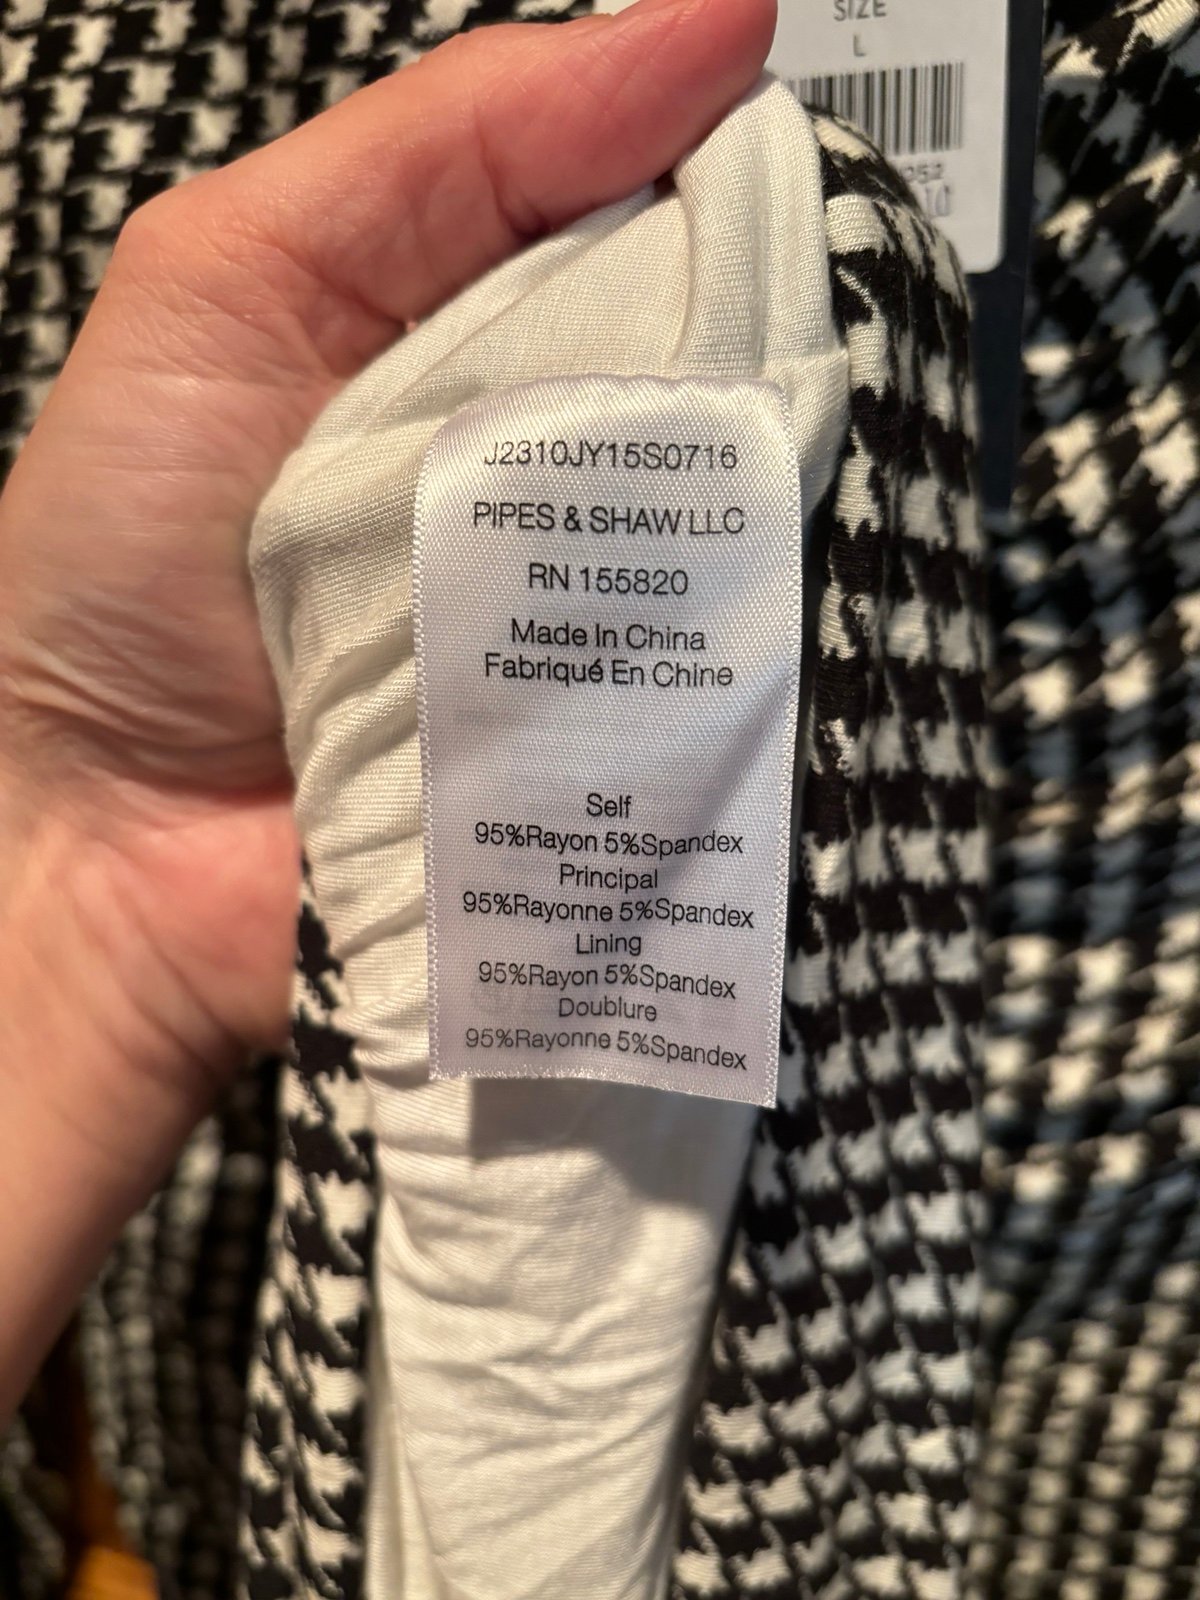 SIZE
L
J2310JY15S0716
PIPES & SHAW LLC
RN 155820
Made In China
Fabriqué En Chine
Self
95%Rayon 5%Spandex
Principal
95%Rayonne 5%Spandex
Lining
95%Rayon 5%Spandex
Doublure
95%Rayonne 5%Spandex